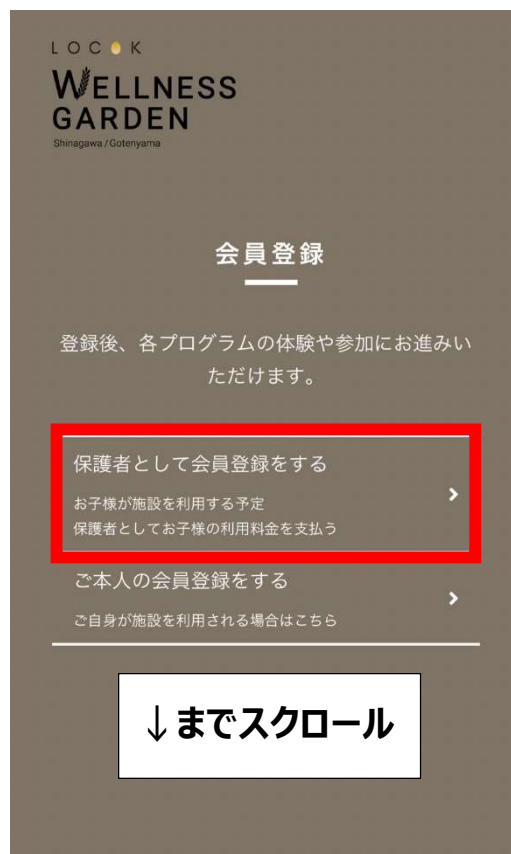 LOCOK
WELLNESS
GARDEN
Shinagawa / Gotenyama
会員登録
登録後、各プログラムの体験や参加にお進みい
ただけます。
保護者として会員登録をする
お子様が施設を利用する予定
保護者としてお子様の利用料金を支払う
ご本人の会員登録をする
ご自身が施設を利用される場合はこちら
↓までスクロール